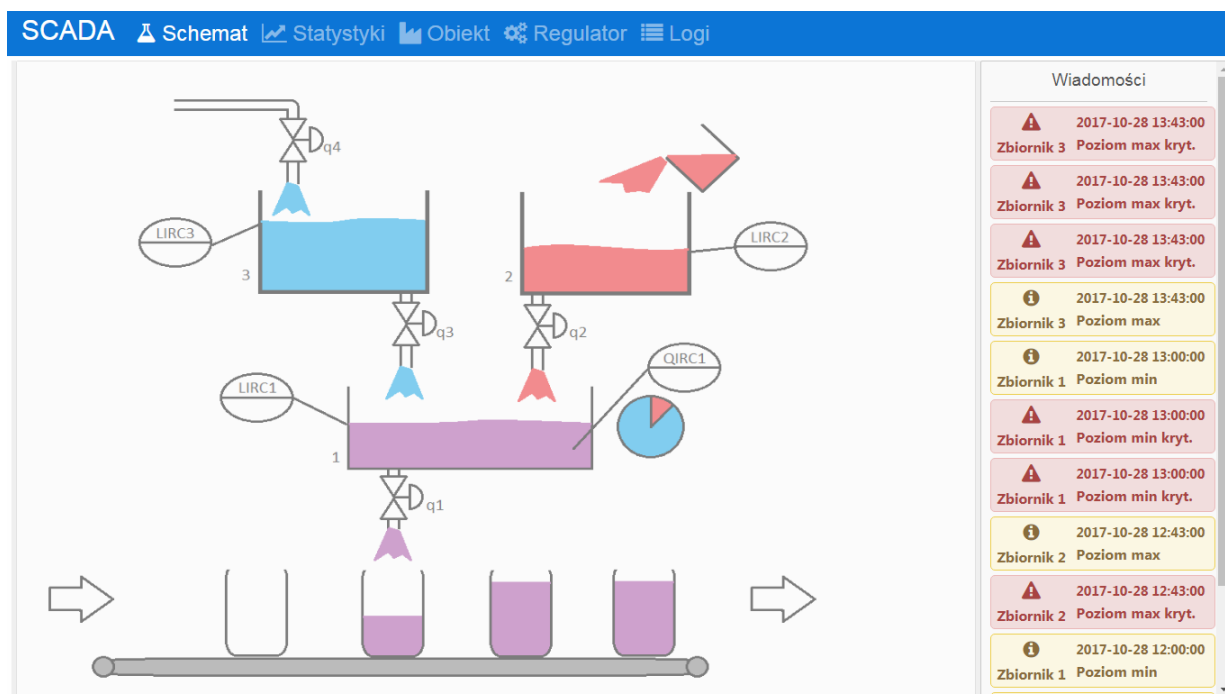 SCADA Schemat Statystyki Obiekt Regulator Logi
Wiadomości
q4
LIRC3
3
LIRC2
2
q3
q2
LIRC1
QIRC1
1
q1
2017-10-28 13:43:00
Zbiornik 3 Poziom max kryt.
2017-10-28 13:43:00
Zbiornik 3 Poziom max kryt.
2017-10-28 13:43:00
Zbiornik 3 Poziom max kryt.
2017-10-28 13:43:00
Zbiornik 3 Poziom max
2017-10-28 13:00:00
Zbiornik 1 Poziom min
2017-10-28 13:00:00
Zbiornik 1 Poziom min kryt.
2017-10-28 13:00:00
Zbiornik 1 Poziom min kryt.
2017-10-28 12:43:00
Zbiornik 2 Poziom max
2017-10-28 12:43:00
Zbiornik 2 Poziom max kryt.
2017-10-28 12:00:00
Zbiornik 1 Poziom min